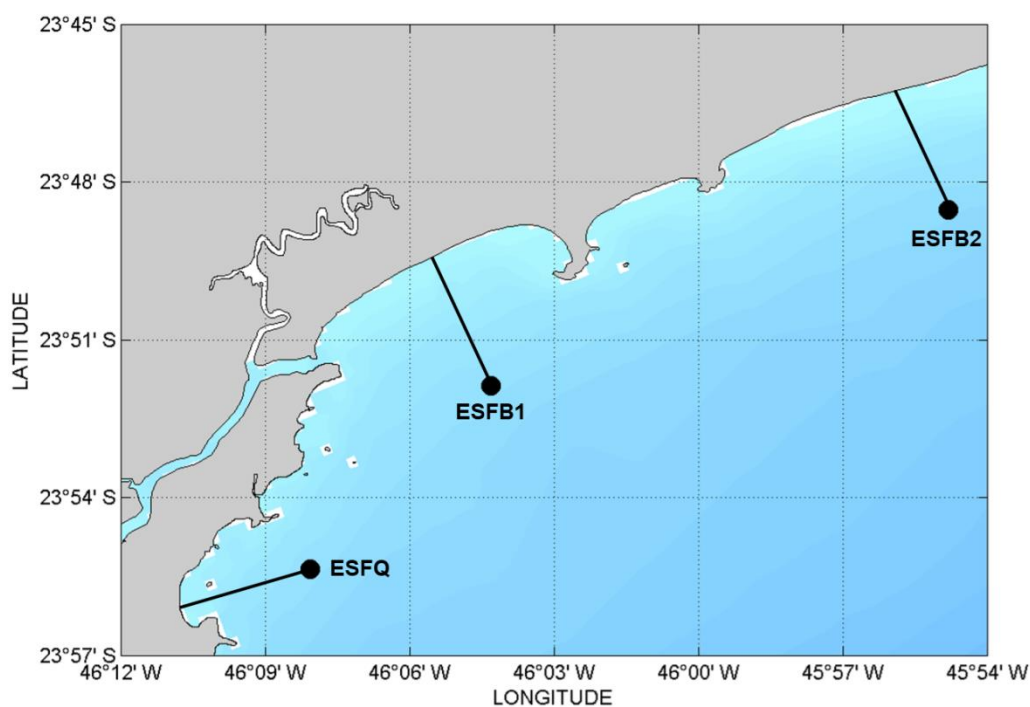 23°45' S
23°48' S
ESFB2
LATITUDE
23°51' S
ESFB1
23°54' S
ESFQ
23°57' S
46°12' W 46°09' W 46°06' W 46°03' W 46°00' W 45°57' W 45°54' W
LONGITUDE